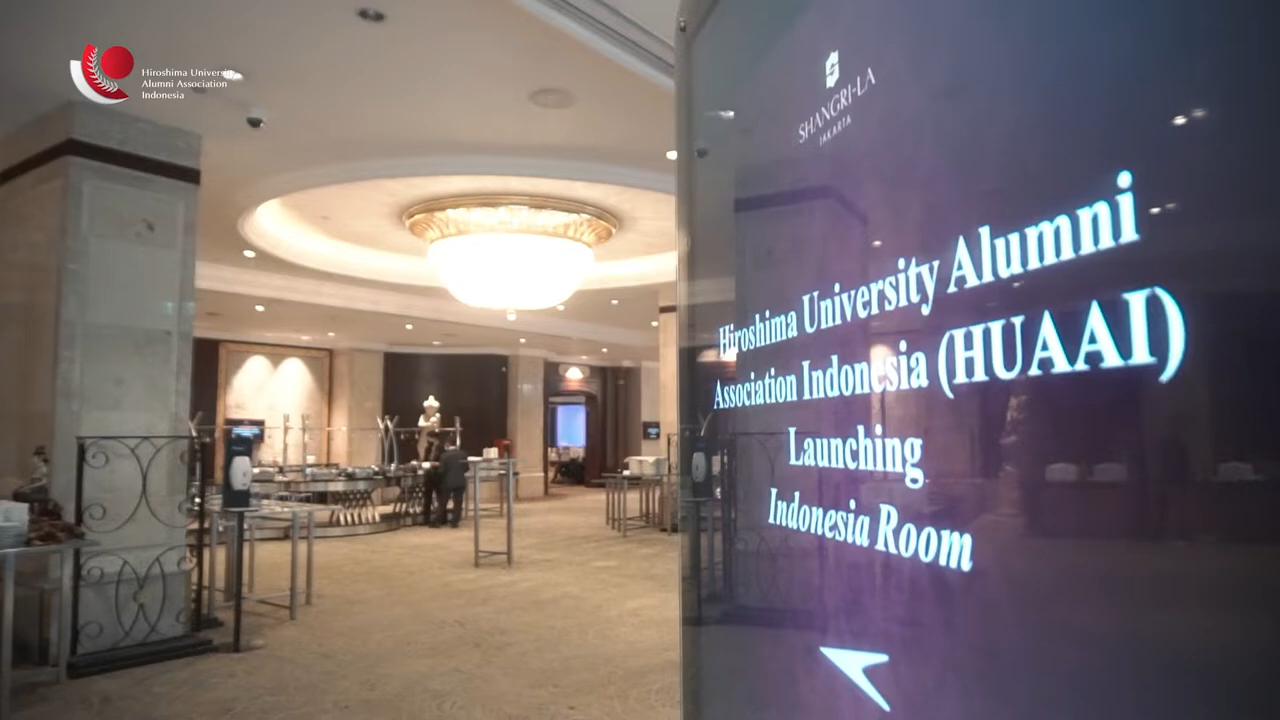 Hiroshima University
Alumni Association
Indonesia
SHANGRI-LA
JAKARTA
Hiroshima University Alumni
Association Indonesia (HUAAI)
Launching
Indonesia Room